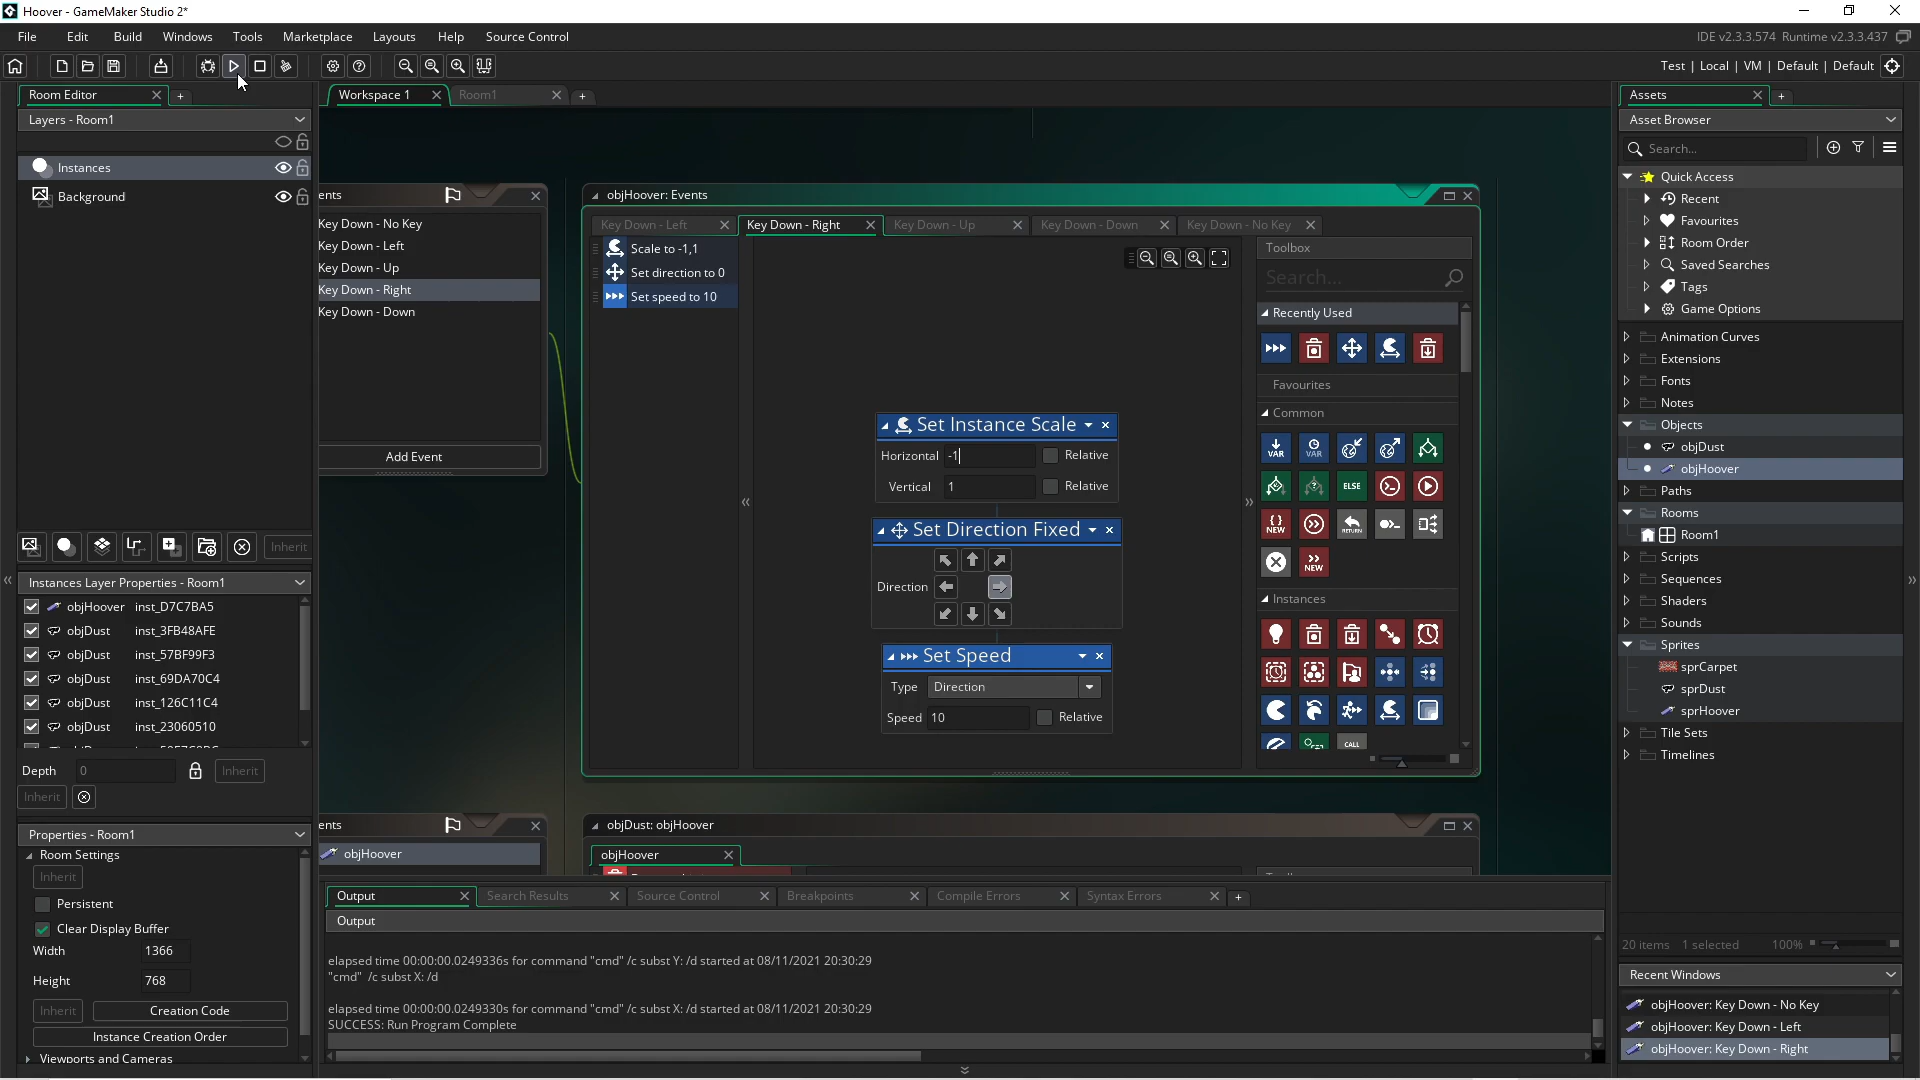 Hoover - GameMaker Studio 2*
File Edit Build Windows Tools Marketplace Layouts Help Source Control
IDE v2.3.3.574 Runtime v2.3.3.437
Test | Local | VM | Default | Default
Room Editor
Layers - Room1
Instances
Background
Inherit
Instances Layer Properties - Room1
objHoover inst_D7C7BA5
objDust inst_3FB48AFE
objDust inst_57BF99F3
objDust inst_69DA70C4
objDust inst_126C11C4
objDust inst_23060510
Depth 0 Inherit
Inherit
Properties - Room1
Room Settings
Inherit
Persistent
Clear Display Buffer
Width 1366
Height 768
Inherit Creation Code
Instance Creation Order
Viewports and Cameras
Workspace 1 Room1
ents
Key Down - No Key
Key Down - Left
Key Down - Up
Key Down - Right
Key Down - Down
Add Event
ents
objHoover
objHoover: Events
Key Down - Left Key Down - Right Key Down - Up Key Down - Down Key Down - No Key
Scale to -1,1
Set direction to 0
Set speed to 10
Set Instance Scale
Horizontal -1 Relative
Vertical 1 Relative
Set Direction Fixed
Direction
Set Speed
Type Direction
Speed 10 Relative
Toolbox
Search...
Recently Used
Favourites
Common
VAR VAR
ELSE
NEW RETURN
NEW
Instances
CALL
objDust: objHoover
objHoover
Output Search Results Source Control Breakpoints Compile Errors Syntax Errors
Output
elapsed time 00:00:00.0249336s for command "cmd" /c subst Y: /d started at 08/11/2021 20:30:29
"cmd" /c subst X: /d
elapsed time 00:00:00.0249330s for command "cmd" /c subst X: /d started at 08/11/2021 20:30:29
SUCCESS: Run Program Complete
Assets
Asset Browser
Search...
Quick Access
Recent
Favourites
Room Order
Saved Searches
Tags
Game Options
Animation Curves
Extensions
Fonts
Notes
Objects
objDust
objHoover
Paths
Rooms
Room1
Scripts
Sequences
Shaders
Sounds
Sprites
sprCarpet
sprDust
sprHoover
Tile Sets
Timelines
20 items 1 selected 100%
Recent Windows
objHoover: Key Down - No Key
objHoover: Key Down - Left
objHoover: Key Down - Right